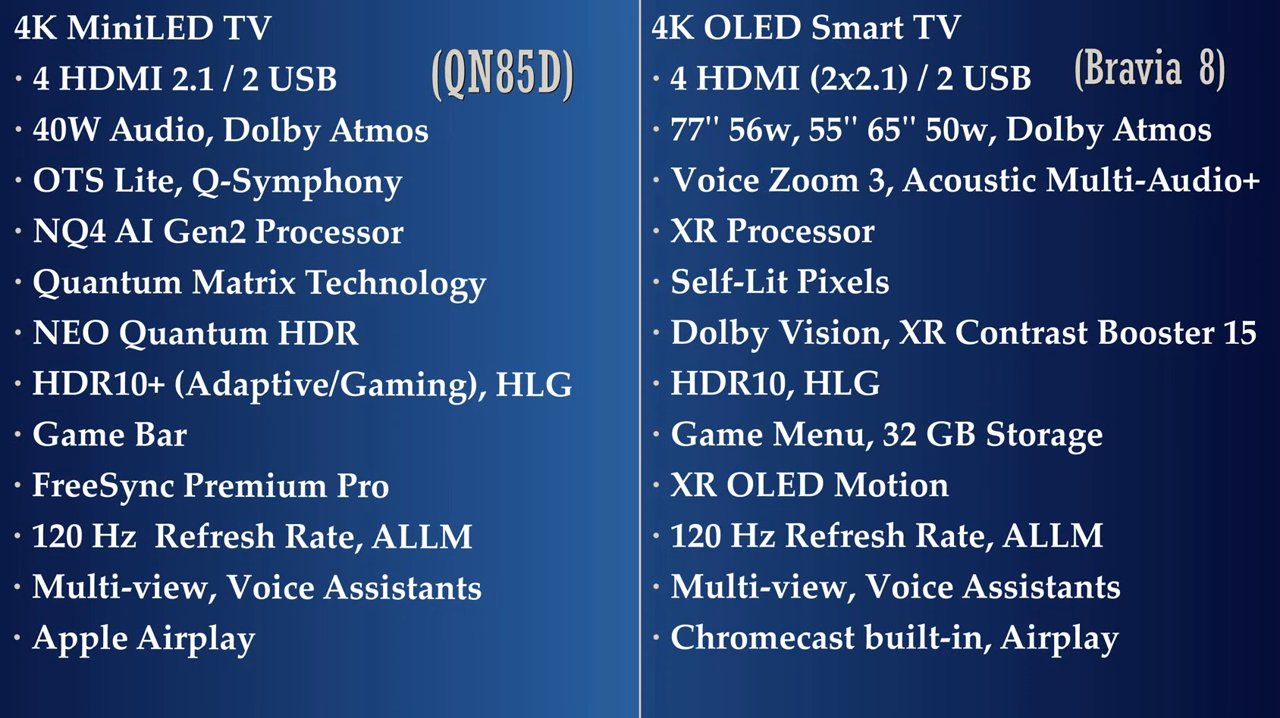 4K MiniLED TV
(QN85D)
· 4 HDMI 2.1 / 2 USB
· 40W Audio, Dolby Atmos
· OTS Lite, Q-Symphony
· NQ4 AI Gen2 Processor
· Quantum Matrix Technology
· NEO Quantum HDR
· HDR10+ (Adaptive/Gaming), HLG
· Game Bar
· FreeSync Premium Pro
· 120 Hz  Refresh Rate, ALLM
· Multi-view, Voice Assistants
· Apple Airplay
4K OLED Smart TV
(Bravia 8)
· 4 HDMI (2x2.1) / 2 USB
· 77" 56w, 55" 65" 50w, Dolby Atmos
· Voice Zoom 3, Acoustic Multi-Audio+
· XR Processor
· Self-Lit Pixels
· Dolby Vision, XR Contrast Booster 15
· HDR10, HLG
· Game Menu, 32 GB Storage
· XR OLED Motion
· 120 Hz Refresh Rate, ALLM
· Multi-view, Voice Assistants
· Chromecast built-in, Airplay